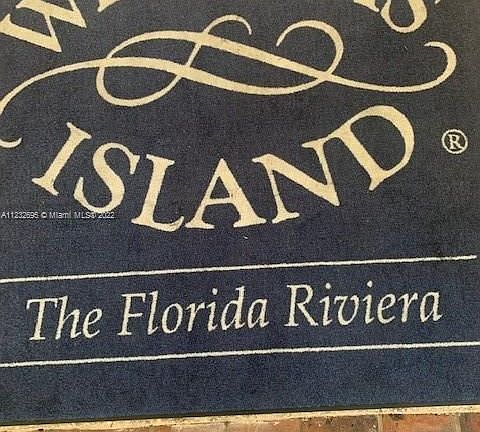 ISLAND ®
A11232696 © Miami MLS® 2022
The Florida Riviera